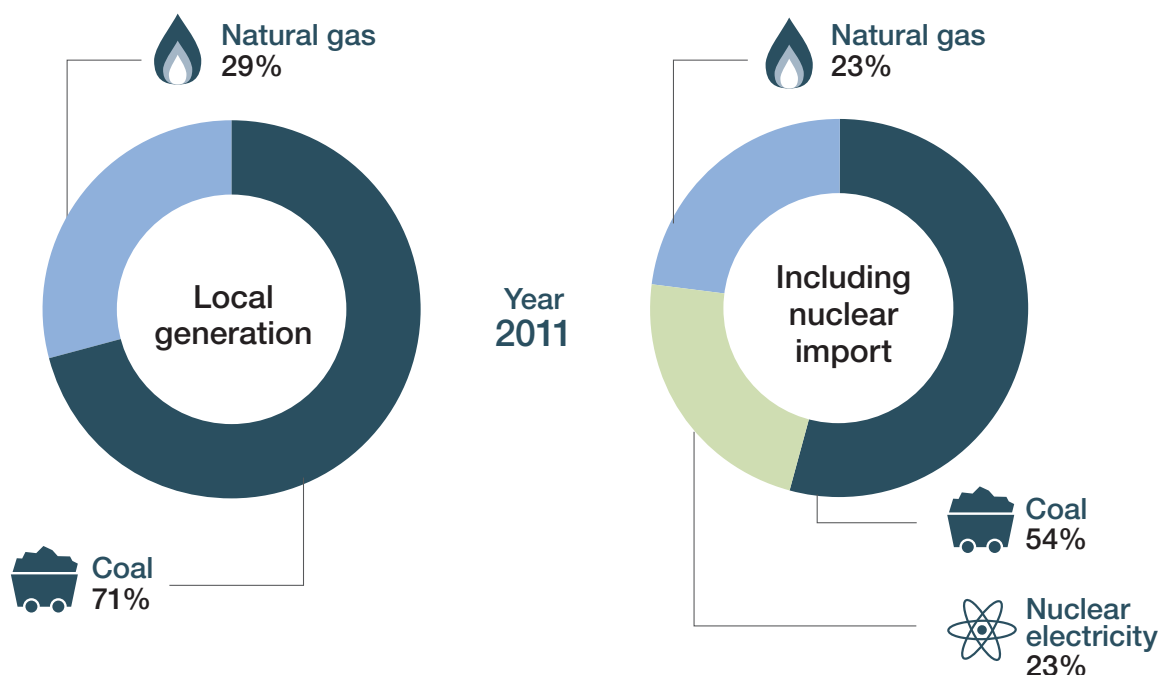 Natural gas
29%
Local
generation
Coal
71%
Year
2011
Natural gas
23%
Including
nuclear
import
Coal
54%
Nuclear
electricity
23%